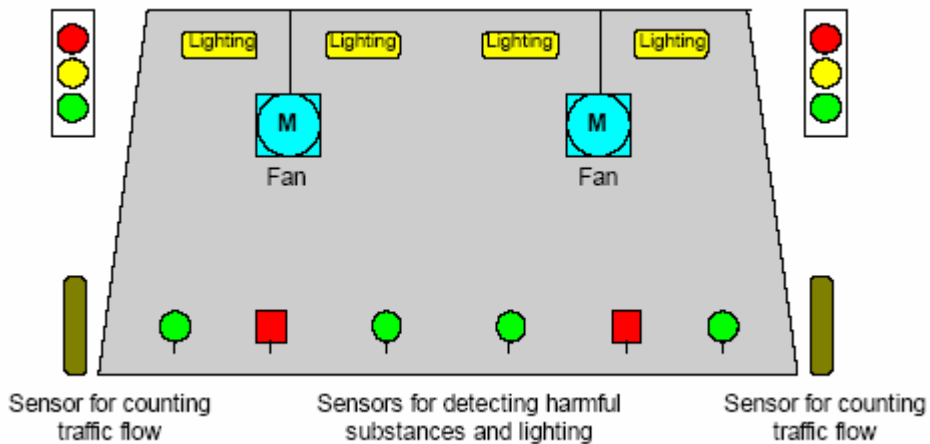 Lighting
Lighting
Lighting
Lighting
M
M
Fan
Fan
Sensor for counting
traffic flow
Sensors for detecting harmful
substances and lighting
Sensor for counting
traffic flow